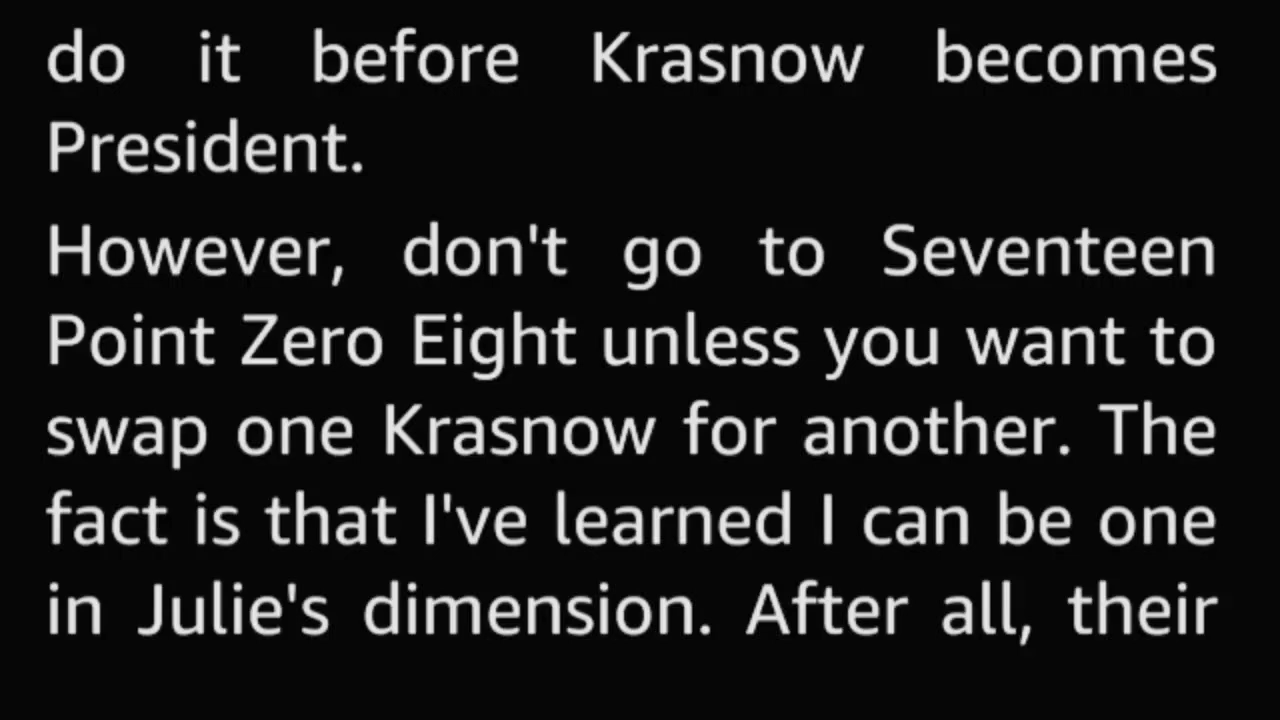 do it before Krasnow becomes
President.
However, don't go to Seventeen
Point Zero Eight unless you want to
swap one Krasnow for another. The
fact is that I've learned I can be one
in Julie's dimension. After all, their